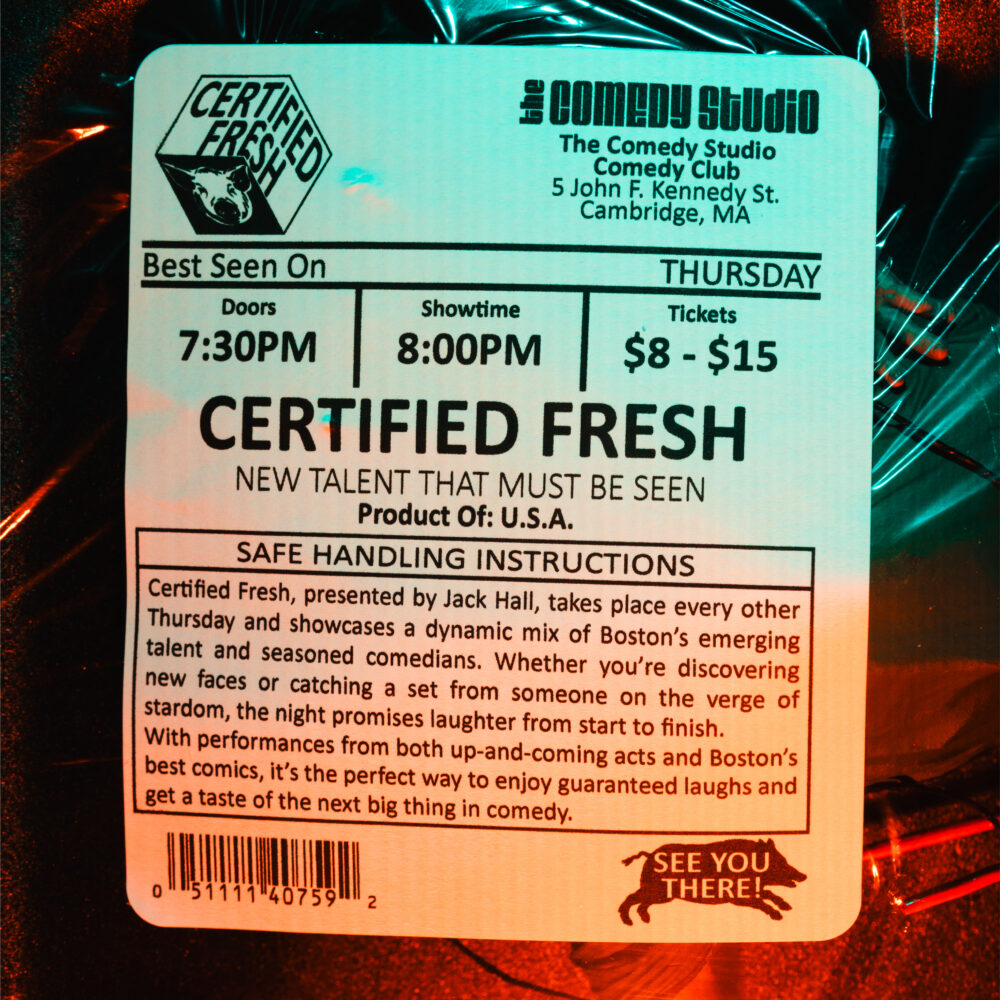 CERTIFIED
FRESH
the COMEDY STUDIO
The Comedy Studio
Comedy Club
5 John F. Kennedy St.
Cambridge, MA
Best Seen On THURSDAY
Doors Showtime Tickets
7:30PM 8:00PM $8 - $15
CERTIFIED FRESH
NEW TALENT THAT MUST BE SEEN
Product Of: U.S.A.
SAFE HANDLING INSTRUCTIONS
Certified Fresh, presented by Jack Hall, takes place every other
Thursday and showcases a dynamic mix of Boston's emerging
talent and seasoned comedians. Whether you're discovering
new faces or catching a set from someone on the verge of
stardom, the night promises laughter from start to finish.
With performances from both up-and-coming acts and Boston's
best comics, it's the perfect way to enjoy guaranteed laughs and
get a taste of the next big thing in comedy.
0 51111 40759 2
SEE YOU
THERE!